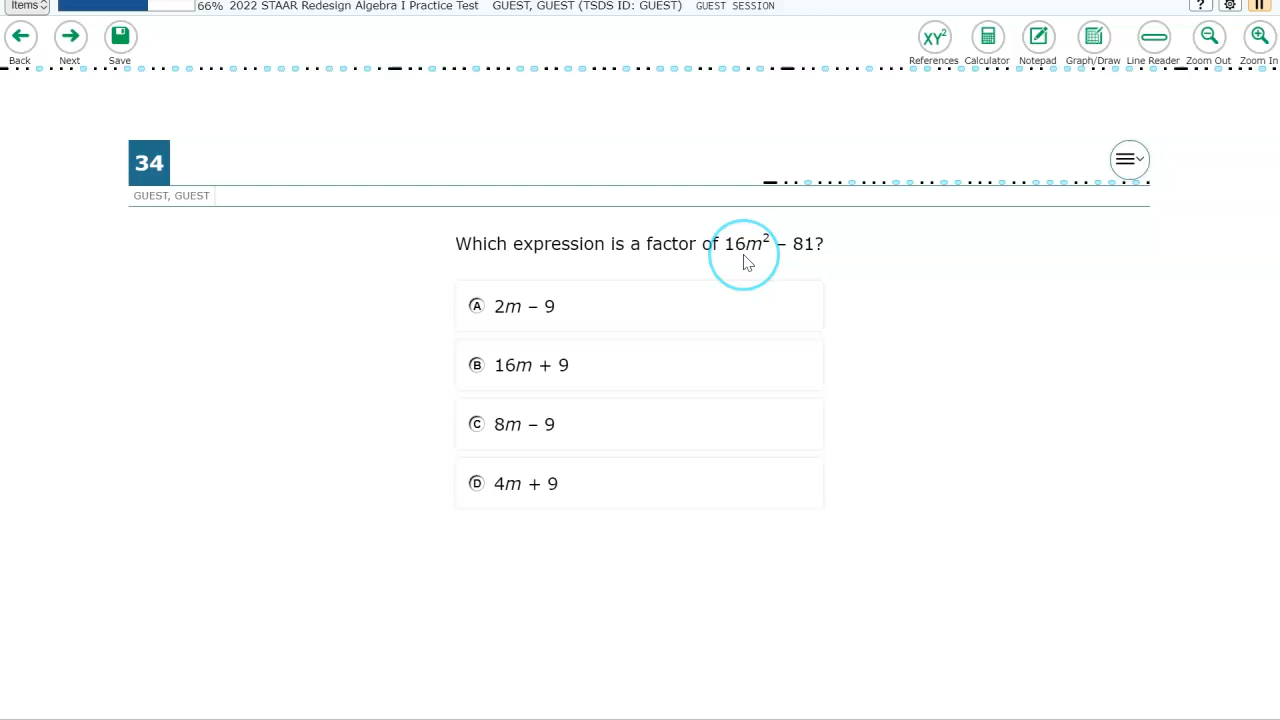 Items
66% 2022 STAAR Redesign Algebra I Practice Test GUEST, GUEST (TSDS ID: GUEST) GUEST SESSION
?
XY²
Back Next Save References Calculator Notepad Graph/Draw Line Reader Zoom Out Zoom In
34
GUEST, GUEST
Which expression is a factor of 16m² – 81?
A 2m – 9
B 16m + 9
C 8m – 9
D 4m + 9